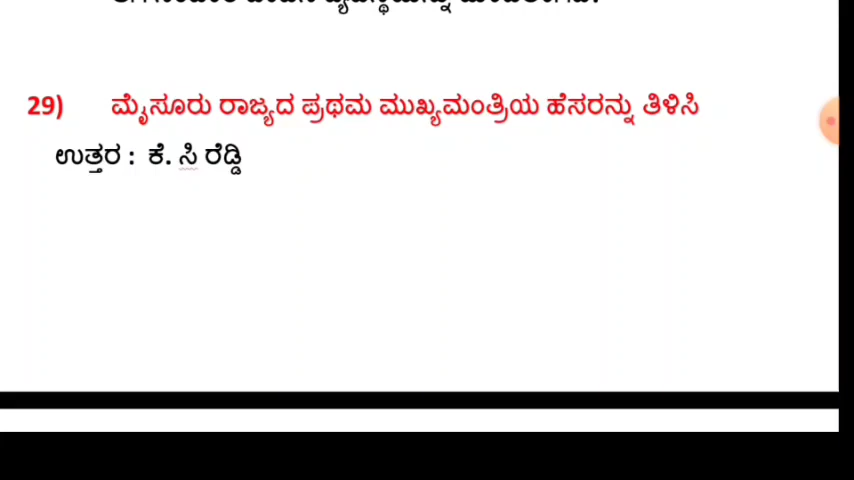 29) ಮೈಸೂರು ರಾಜ್ಯದ ಪ್ರಥಮ ಮುಖ್ಯಮಂತ್ರಿಯ ಹೆಸರನ್ನು ತಿಳಿಸಿ
ಉತ್ತರ : ಕೆ. ಸಿ ರೆಡ್ಡಿ